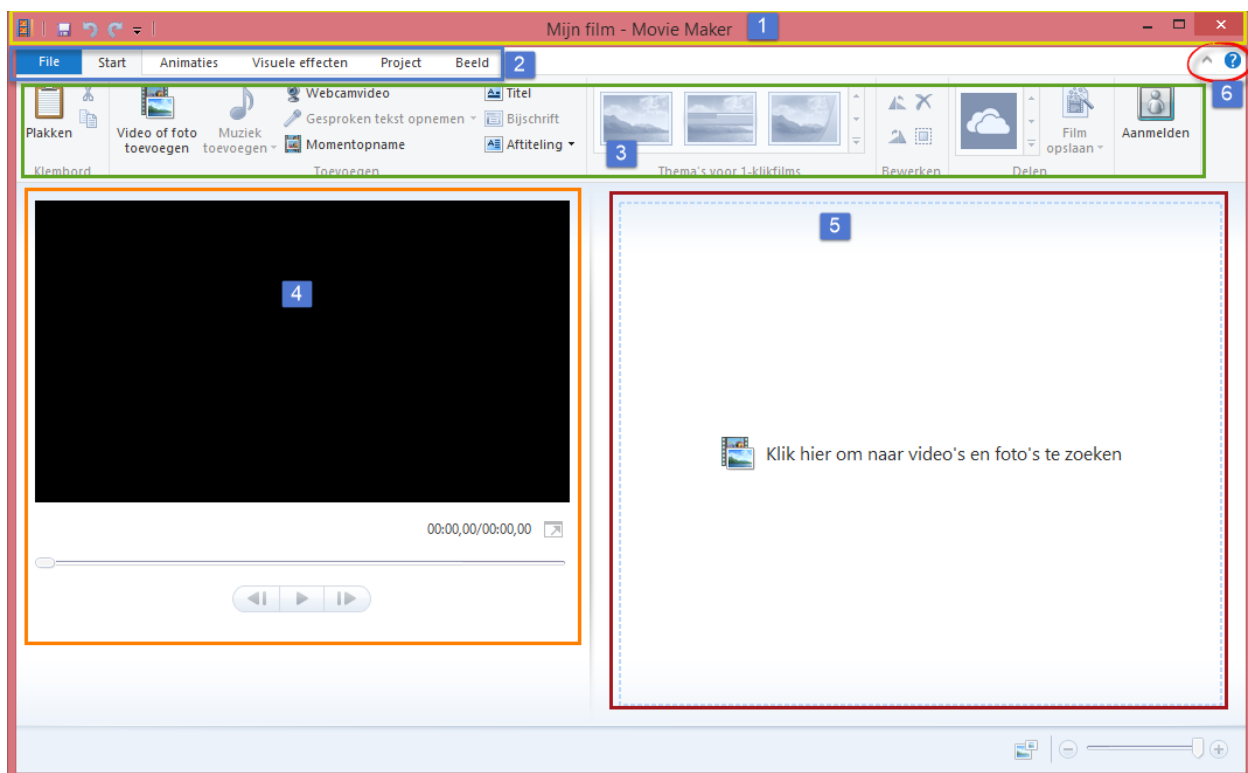 Mijn film - Movie Maker 1
File Start Animaties Visuele effecten Project Beeld 2
6
Plakken
Video of foto toevoegen
Muziek toevoegen
Webcamvideo
Gesproken tekst opnemen
Momentopname
Titel
Bijschrift
Aftiteling
3
Film opslaan
Aanmelden
Klembord Toevoegen Thema's voor 1-klikfilms Bewerken Delen
4
5
Klik hier om naar video's en foto's te zoeken
00:00,00/00:00,00